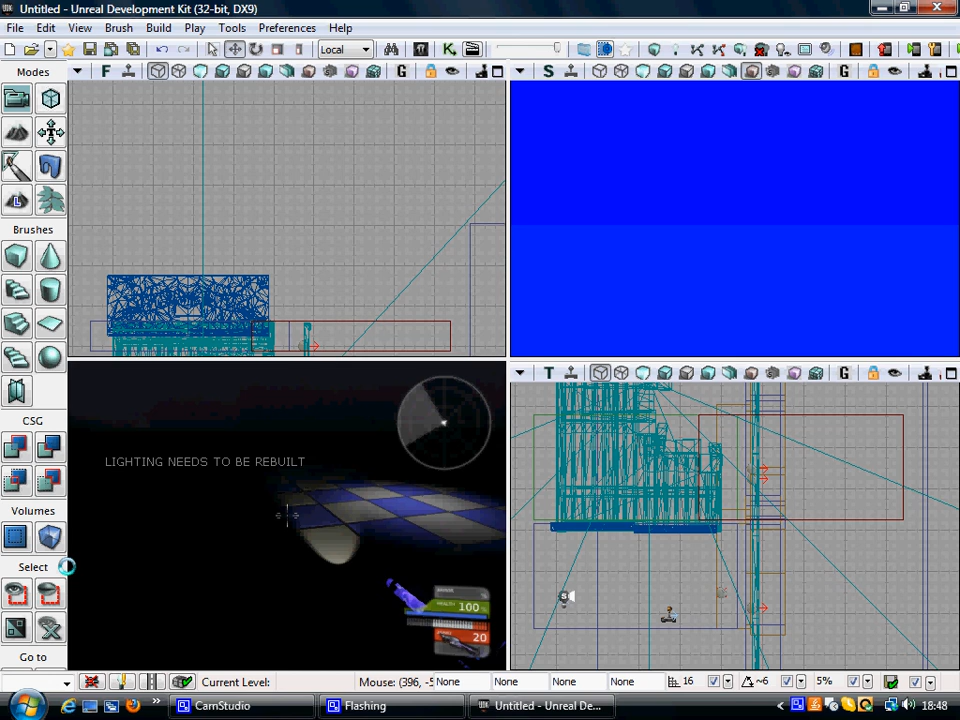 Untitled - Unreal Development Kit (32-bit, DX9)
File Edit View Brush Build Play Tools Preferences Help
Local
Modes
F
G
S
G
Brushes
CSG
Volumes
Select
Go to
LIGHTING NEEDS TO BE REBUILT
100
20
T
G
Current Level:
Mouse: (396, -5
None
None
None
None
16
~6
5%
CamStudio
Flashing
Untitled - Unreal De...
18:48